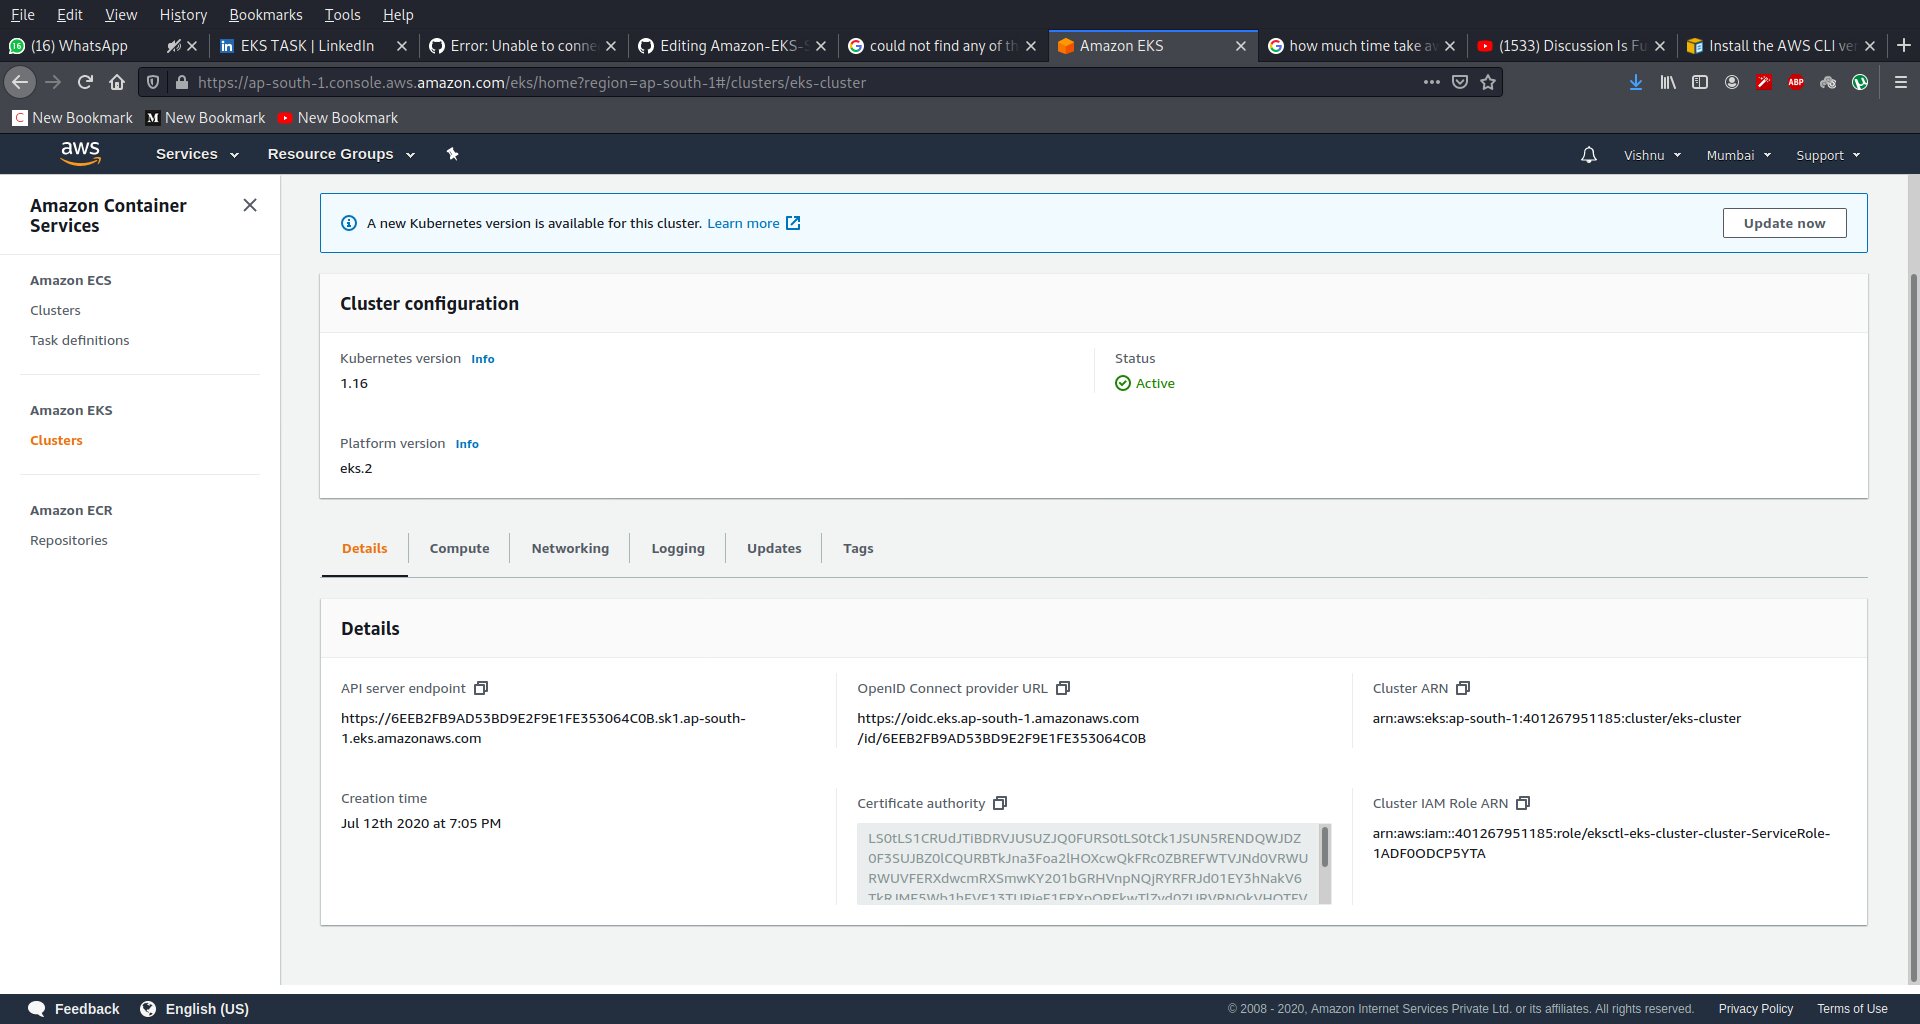 File Edit View History Bookmarks Tools Help
(16) WhatsApp EKS TASK | LinkedIn Error: Unable to conne Editing Amazon-EKS-S could not find any of th Amazon EKS how much time take a (1533) Discussion Is Fu Install the AWS CLI ve
https://ap-south-1.console.aws.amazon.com/eks/home?region=ap-south-1#/clusters/eks-cluster
ABP
New Bookmark New Bookmark New Bookmark
aws Services Resource Groups Vishnu Mumbai Support
Amazon Container
Services
Amazon ECS
Clusters
Task definitions
Amazon EKS
Clusters
Amazon ECR
Repositories
A new Kubernetes version is available for this cluster. Learn more Update now
Cluster configuration
Kubernetes version Info
1.16
Status
Active
Platform version Info
eks.2
Details Compute Networking Logging Updates Tags
Details
API server endpoint
https://6EEB2FB9AD53BD9E2F9E1FE353064C0B.sk1.ap-south-
1.eks.amazonaws.com
OpenID Connect provider URL
https://oidc.eks.ap-south-1.amazonaws.com
/id/6EEB2FB9AD53BD9E2F9E1FE353064C0B
Cluster ARN
arn:aws:eks:ap-south-1:401267951185:cluster/eks-cluster
Creation time
Jul 12th 2020 at 7:05 PM
Certificate authority
LS0tLS1CRUdJTiBDRVJUSUZJQ0FURS0tLS0tCk1JSUN5RENDQWJDZ
0F3SUJBZ0lCQURBTkJna3Foa2lHOXcwQkFRc0ZBREFWTVJNd0VRWU
RWUVFERXdwcmRXSmwKY201bGRHVnpNQjRYRFRJd01EY3hNakV6
Cluster IAM Role ARN
arn:aws:iam::401267951185:role/eksctl-eks-cluster-cluster-ServiceRole-
1ADF0ODCP5YTA
Feedback English (US) © 2008 - 2020, Amazon Internet Services Private Ltd. or its affiliates. All rights reserved. Privacy Policy Terms of Use